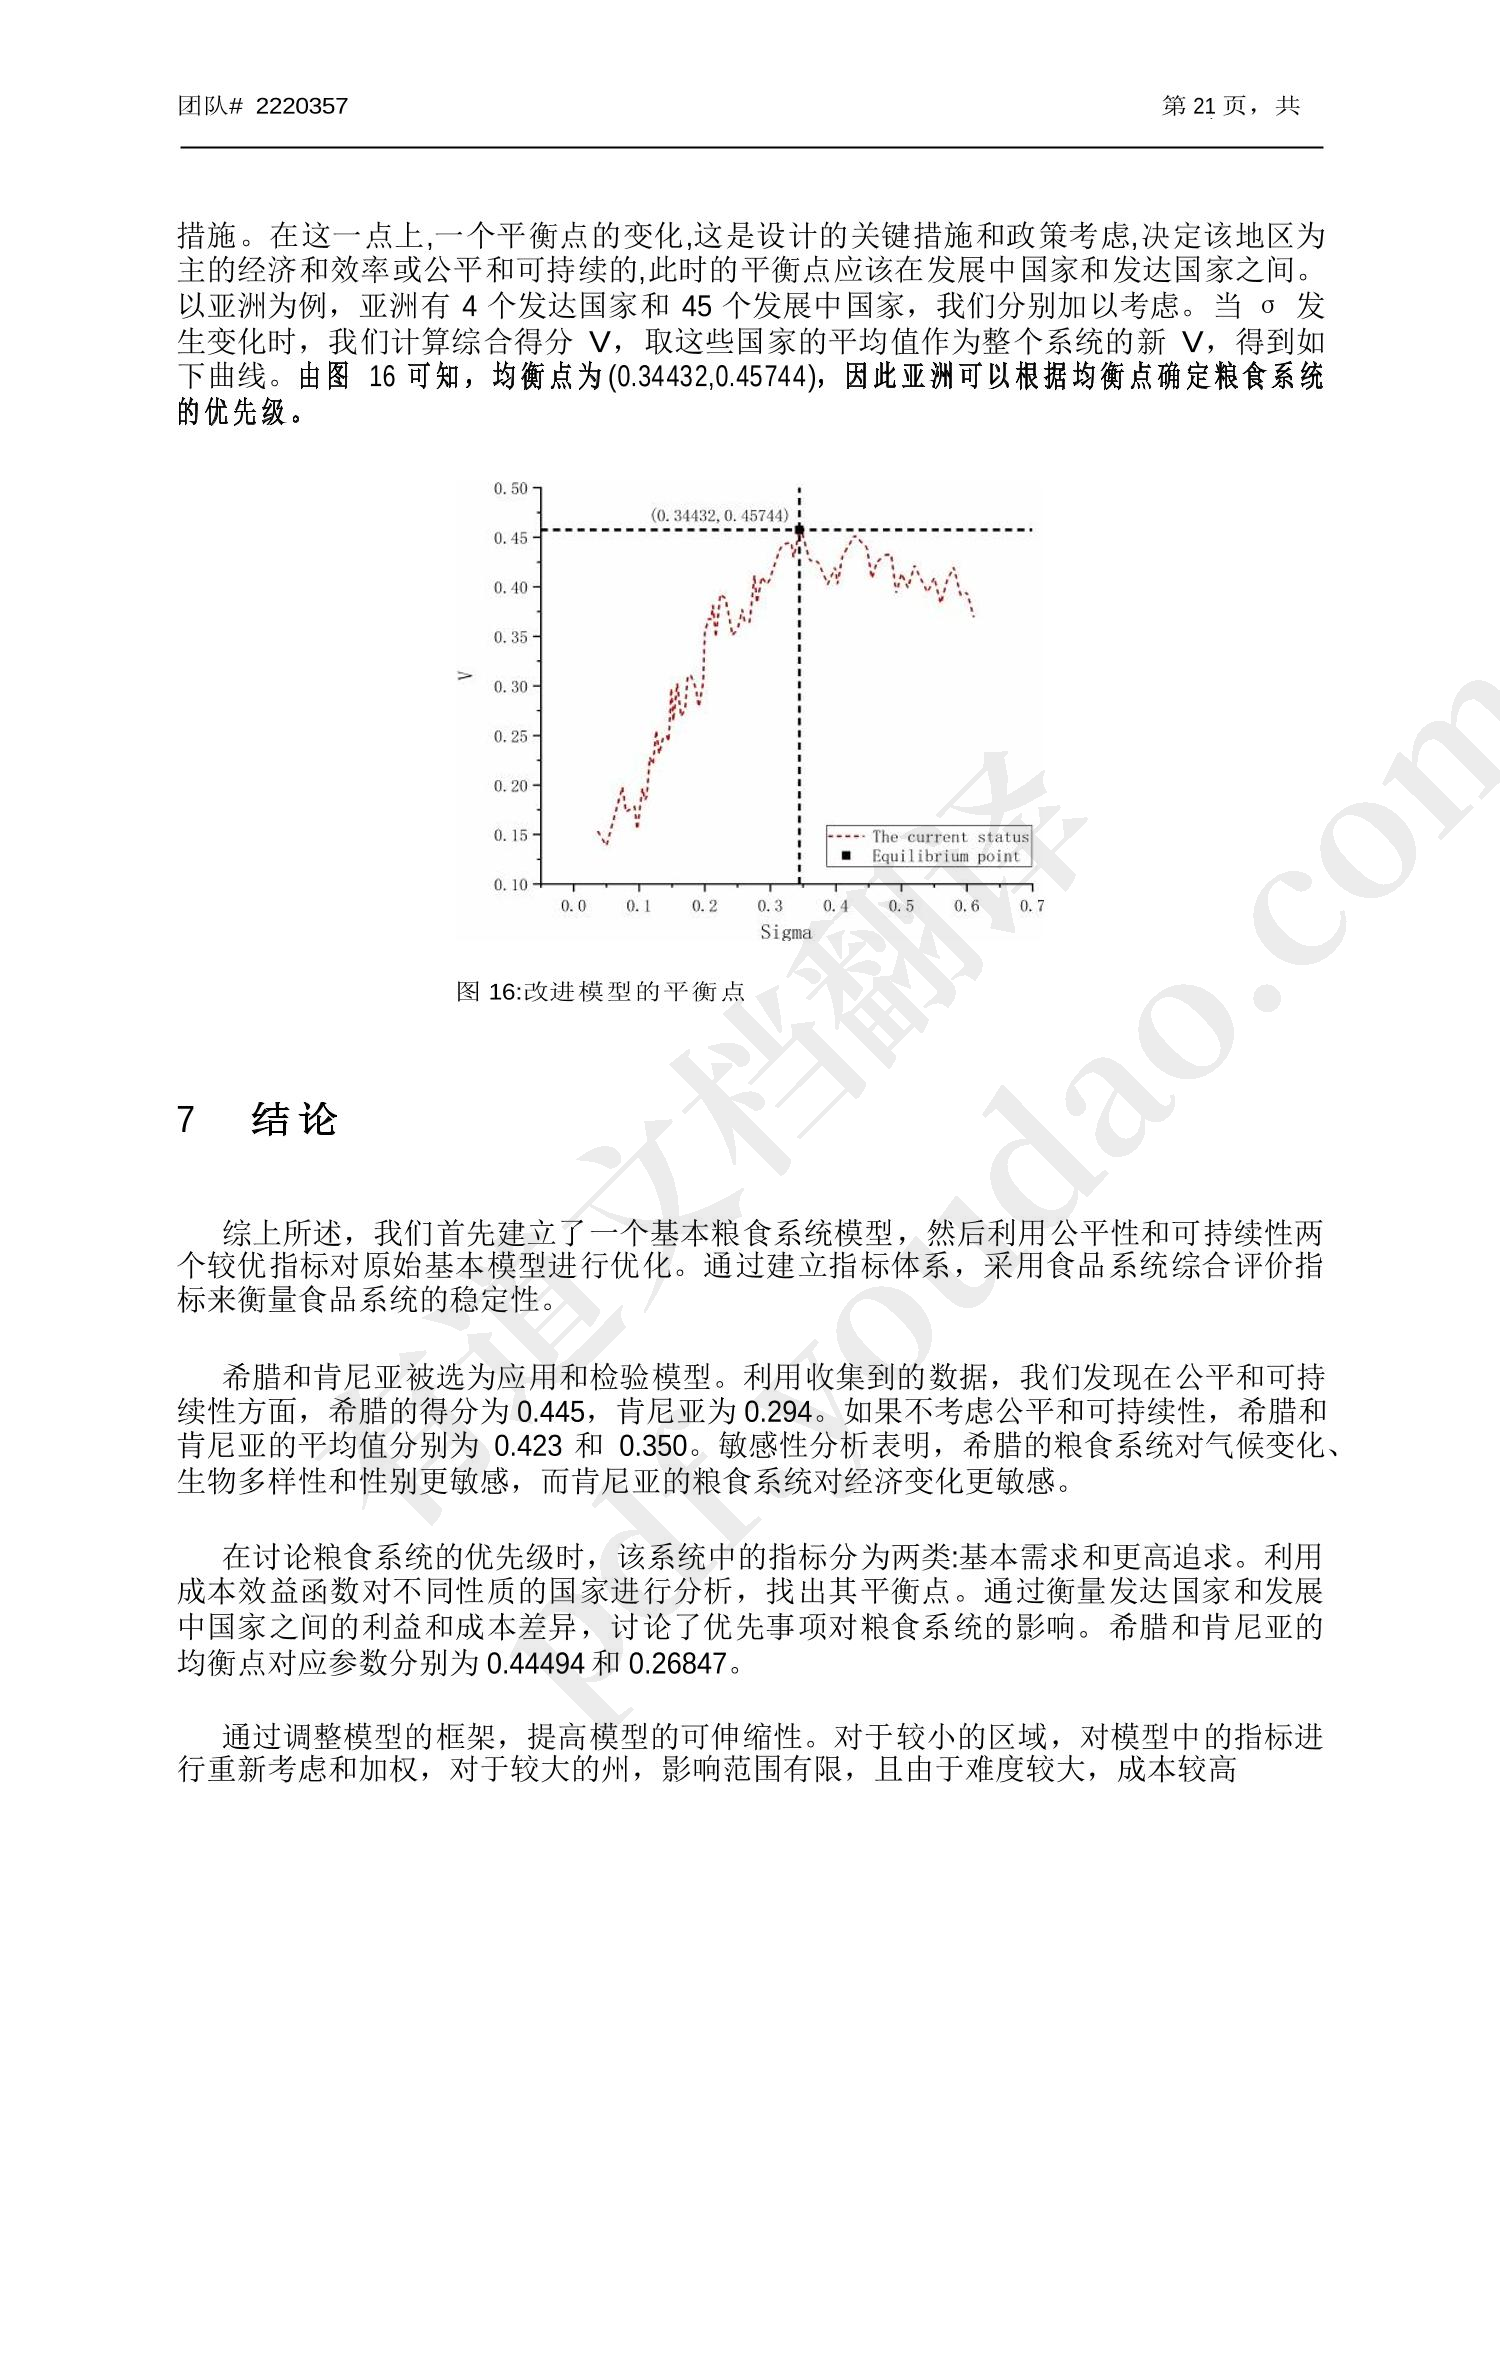 团队# 2220357
第 21 页，共
措施。在这一点上,一个平衡点的变化,这是设计的关键措施和政策考虑,决定该地区为
主的经济和效率或公平和可持续的,此时的平衡点应该在发展中国家和发达国家之间。
以亚洲为例，亚洲有 4 个发达国家和 45 个发展中国家，我们分别加以考虑。当 σ 发
生变化时，我们计算综合得分 V，取这些国家的平均值作为整个系统的新 V，得到如
下曲线。由图 16 可知，均衡点为(0.34432,0.45744)，因此亚洲可以根据均衡点确定粮食系统
的优先级。
0.50
(0.34432,0.45744)
0.45
0.40
0.35
V
0.30
0.25
0.20
0.15
The current status
Equilibrium point
0.10
0.0 0.1 0.2 0.3 0.4 0.5 0.6 0.7
Sigma
图 16:改进模型的平衡点
7 结论
综上所述，我们首先建立了一个基本粮食系统模型，然后利用公平性和可持续性两
个较优指标对原始基本模型进行优化。通过建立指标体系，采用食品系统综合评价指
标来衡量食品系统的稳定性。
希腊和肯尼亚被选为应用和检验模型。利用收集到的数据，我们发现在公平和可持
续性方面，希腊的得分为 0.445，肯尼亚为 0.294。如果不考虑公平和可持续性，希腊和
肯尼亚的平均值分别为 0.423 和 0.350。敏感性分析表明，希腊的粮食系统对气候变化、
生物多样性和性别更敏感，而肯尼亚的粮食系统对经济变化更敏感。
在讨论粮食系统的优先级时，该系统中的指标分为两类:基本需求和更高追求。利用
成本效益函数对不同性质的国家进行分析，找出其平衡点。通过衡量发达国家和发展
中国家之间的利益和成本差异，讨论了优先事项对粮食系统的影响。希腊和肯尼亚的
均衡点对应参数分别为 0.44494 和 0.26847。
通过调整模型的框架，提高模型的可伸缩性。对于较小的区域，对模型中的指标进
行重新考虑和加权，对于较大的州，影响范围有限，且由于难度较大，成本较高
有道文档翻译
pdf.youdao.com